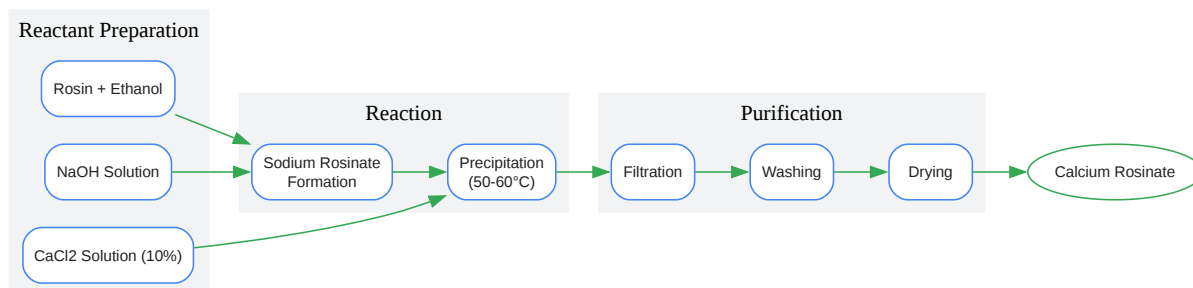 Reactant Preparation
Rosin + Ethanol
NaOH Solution
CaCl2 Solution (10%)
Reaction
Sodium Rosinate
Formation
Precipitation
(50-60°C)
Purification
Filtration
Washing
Drying
Calcium Rosinate